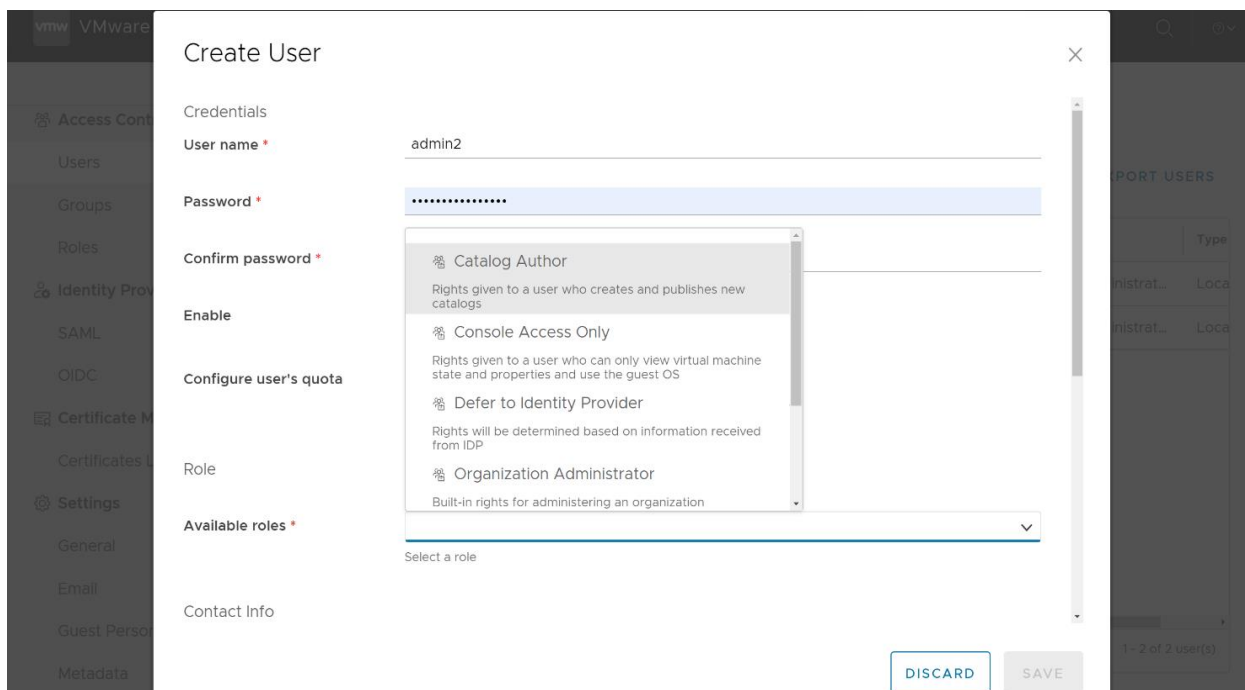 vmw VMware
Create User
Credentials
Access Cont
User name *
admin2
Users
PORT USERS
Password *
••••••••••••••••
Groups
Roles
Type
Catalog Author
Confirm password *
Identity Prov
inistrat...
Loca
Rights given to a user who creates and publishes new
catalogs
Enable
SAML
inistrat...
Loca
Console Access Only
Rights given to a user who can only view virtual machine
state and properties and use the guest OS
OIDC
Configure user's quota
Defer to Identity Provider
Certificate M
Rights will be determined based on information received
from IDP
Certificates L
Role
Organization Administrator
Settings
Built-in rights for administering an organization
Available roles *
General
Select a role
Email
Contact Info
Guest Person
1 - 2 of 2 user(s)
Metadata
DISCARD
SAVE